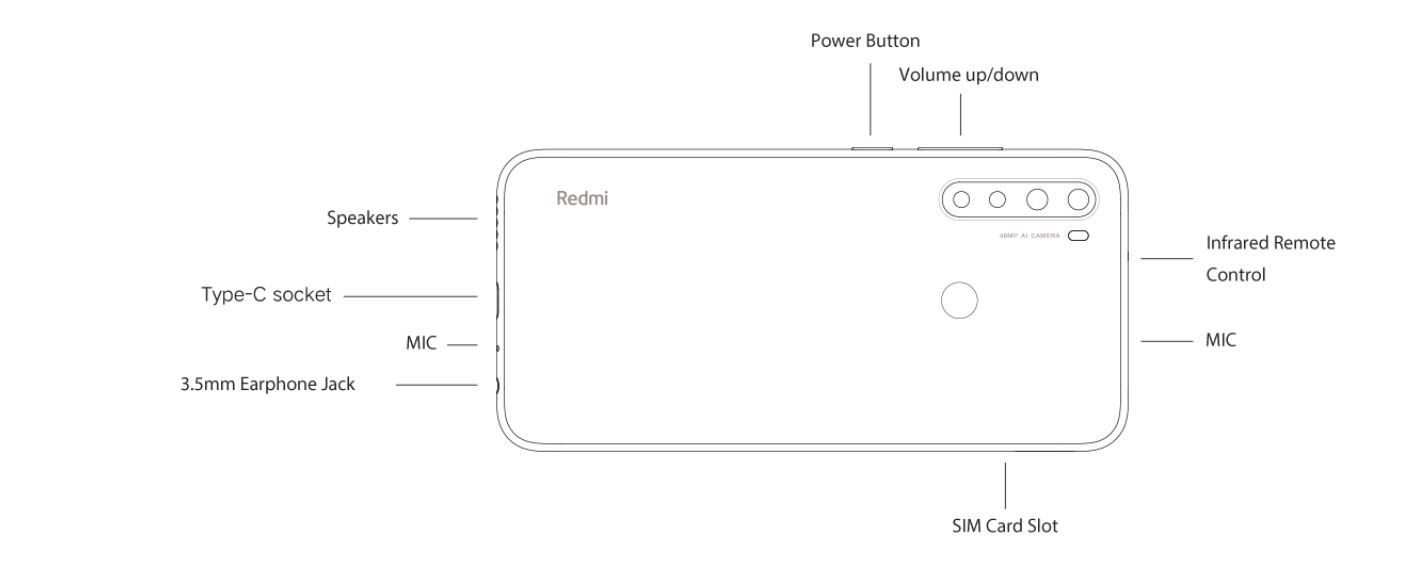 Power Button
Volume up/down
Redmi
Speakers
48MP AI CAMERA
Infrared Remote
Control
Type-C socket
MIC
MIC
3.5mm Earphone Jack
SIM Card Slot